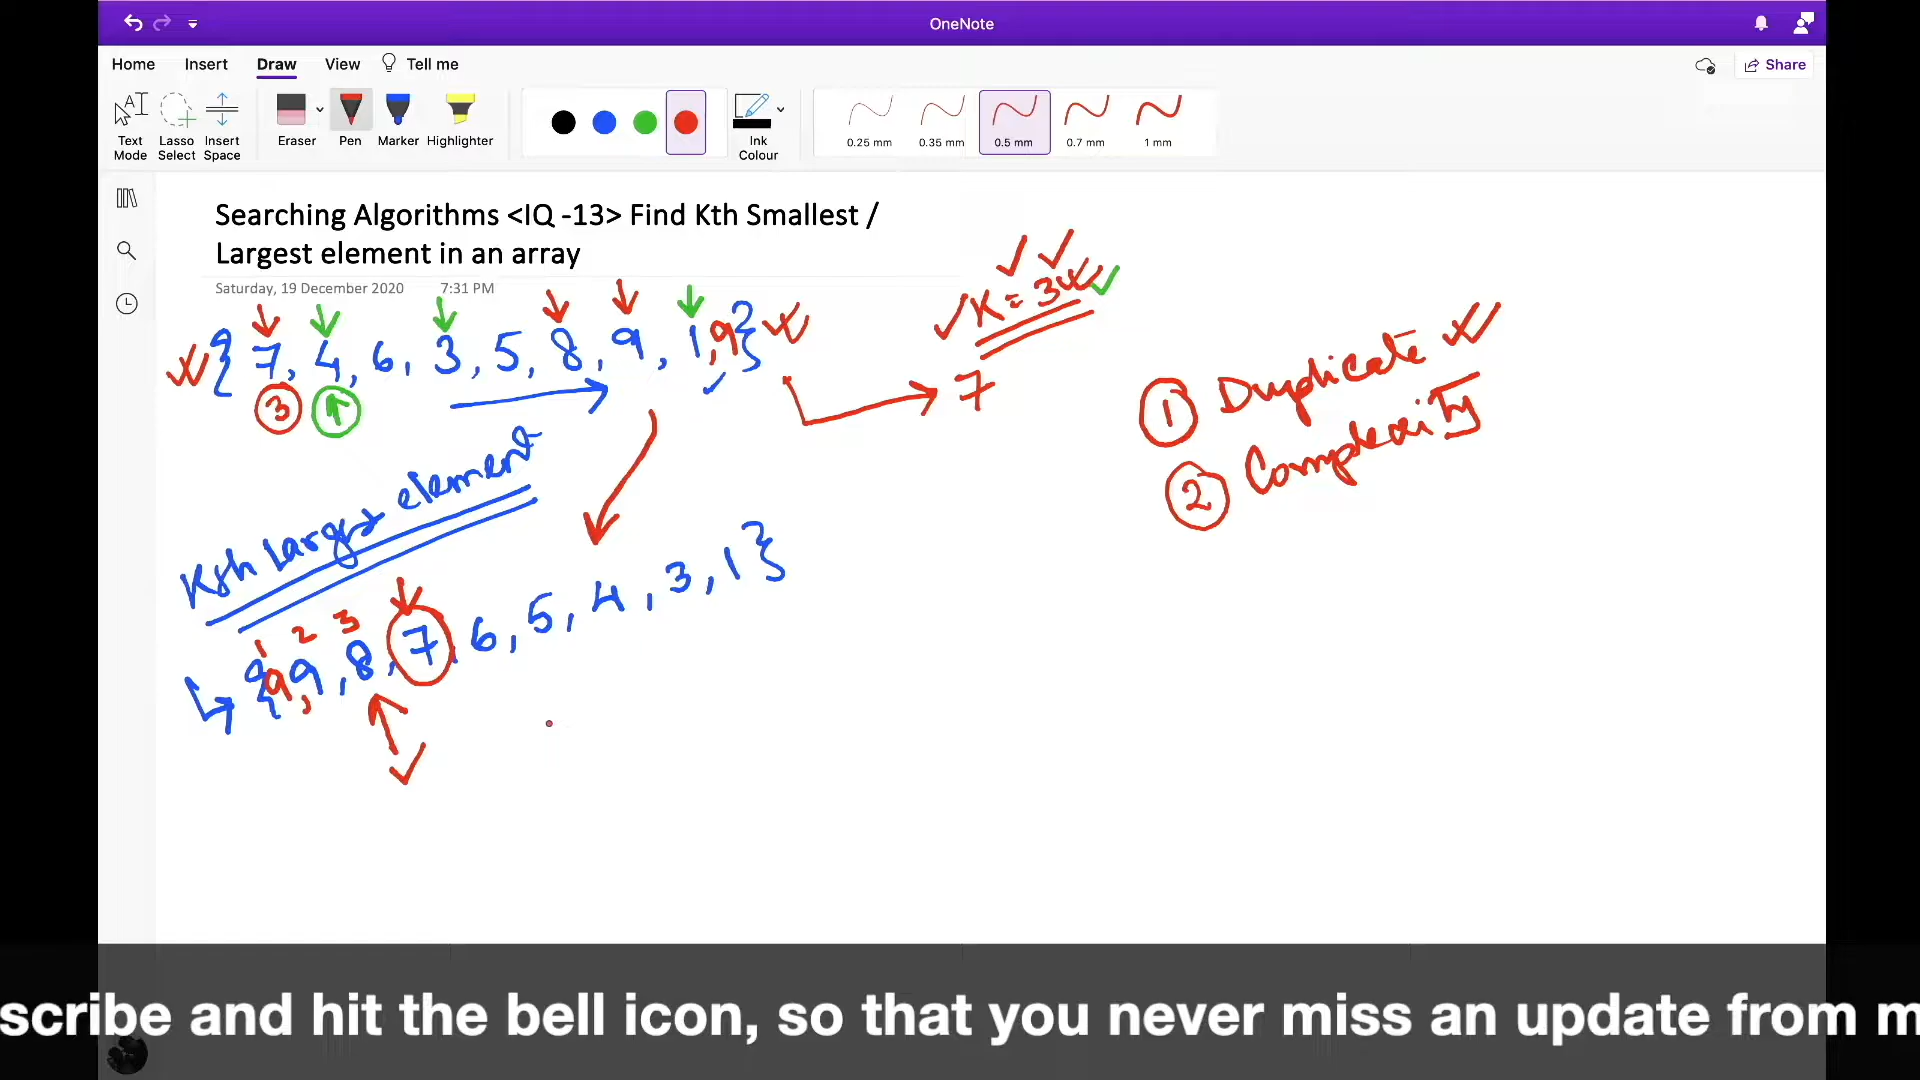 OneNote
Home Insert Draw View Tell me
Share
Text Mode
Lasso Select
Insert Space
Eraser
Pen
Marker
Highlighter
Ink Colour
0.25 mm
0.35 mm
0.5 mm
0.7 mm
1 mm
Searching Algorithms <IQ -13> Find Kth Smallest /
Largest element in an array
Saturday, 19 December 2020 7:31 PM
K = 3
{ 7, 4, 6, 3, 5, 8, 9, 1, 9 }
3
7
1 Duplicate
2 Complexity
Kth Largest element
1 2 3
{ 9, 9, 8, 7, 6, 5, 4, 3, 1 }
scribe and hit the bell icon, so that you never miss an update from m